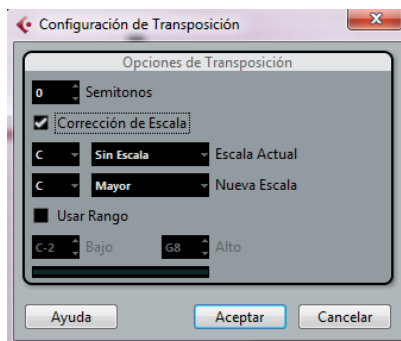 Configuración de Transposición
Opciones de Transposición
0 Semitonos
Corrección de Escala
C Sin Escala Escala Actual
C Mayor Nueva Escala
Usar Rango
C-2 Bajo G8 Alto
Ayuda Aceptar Cancelar